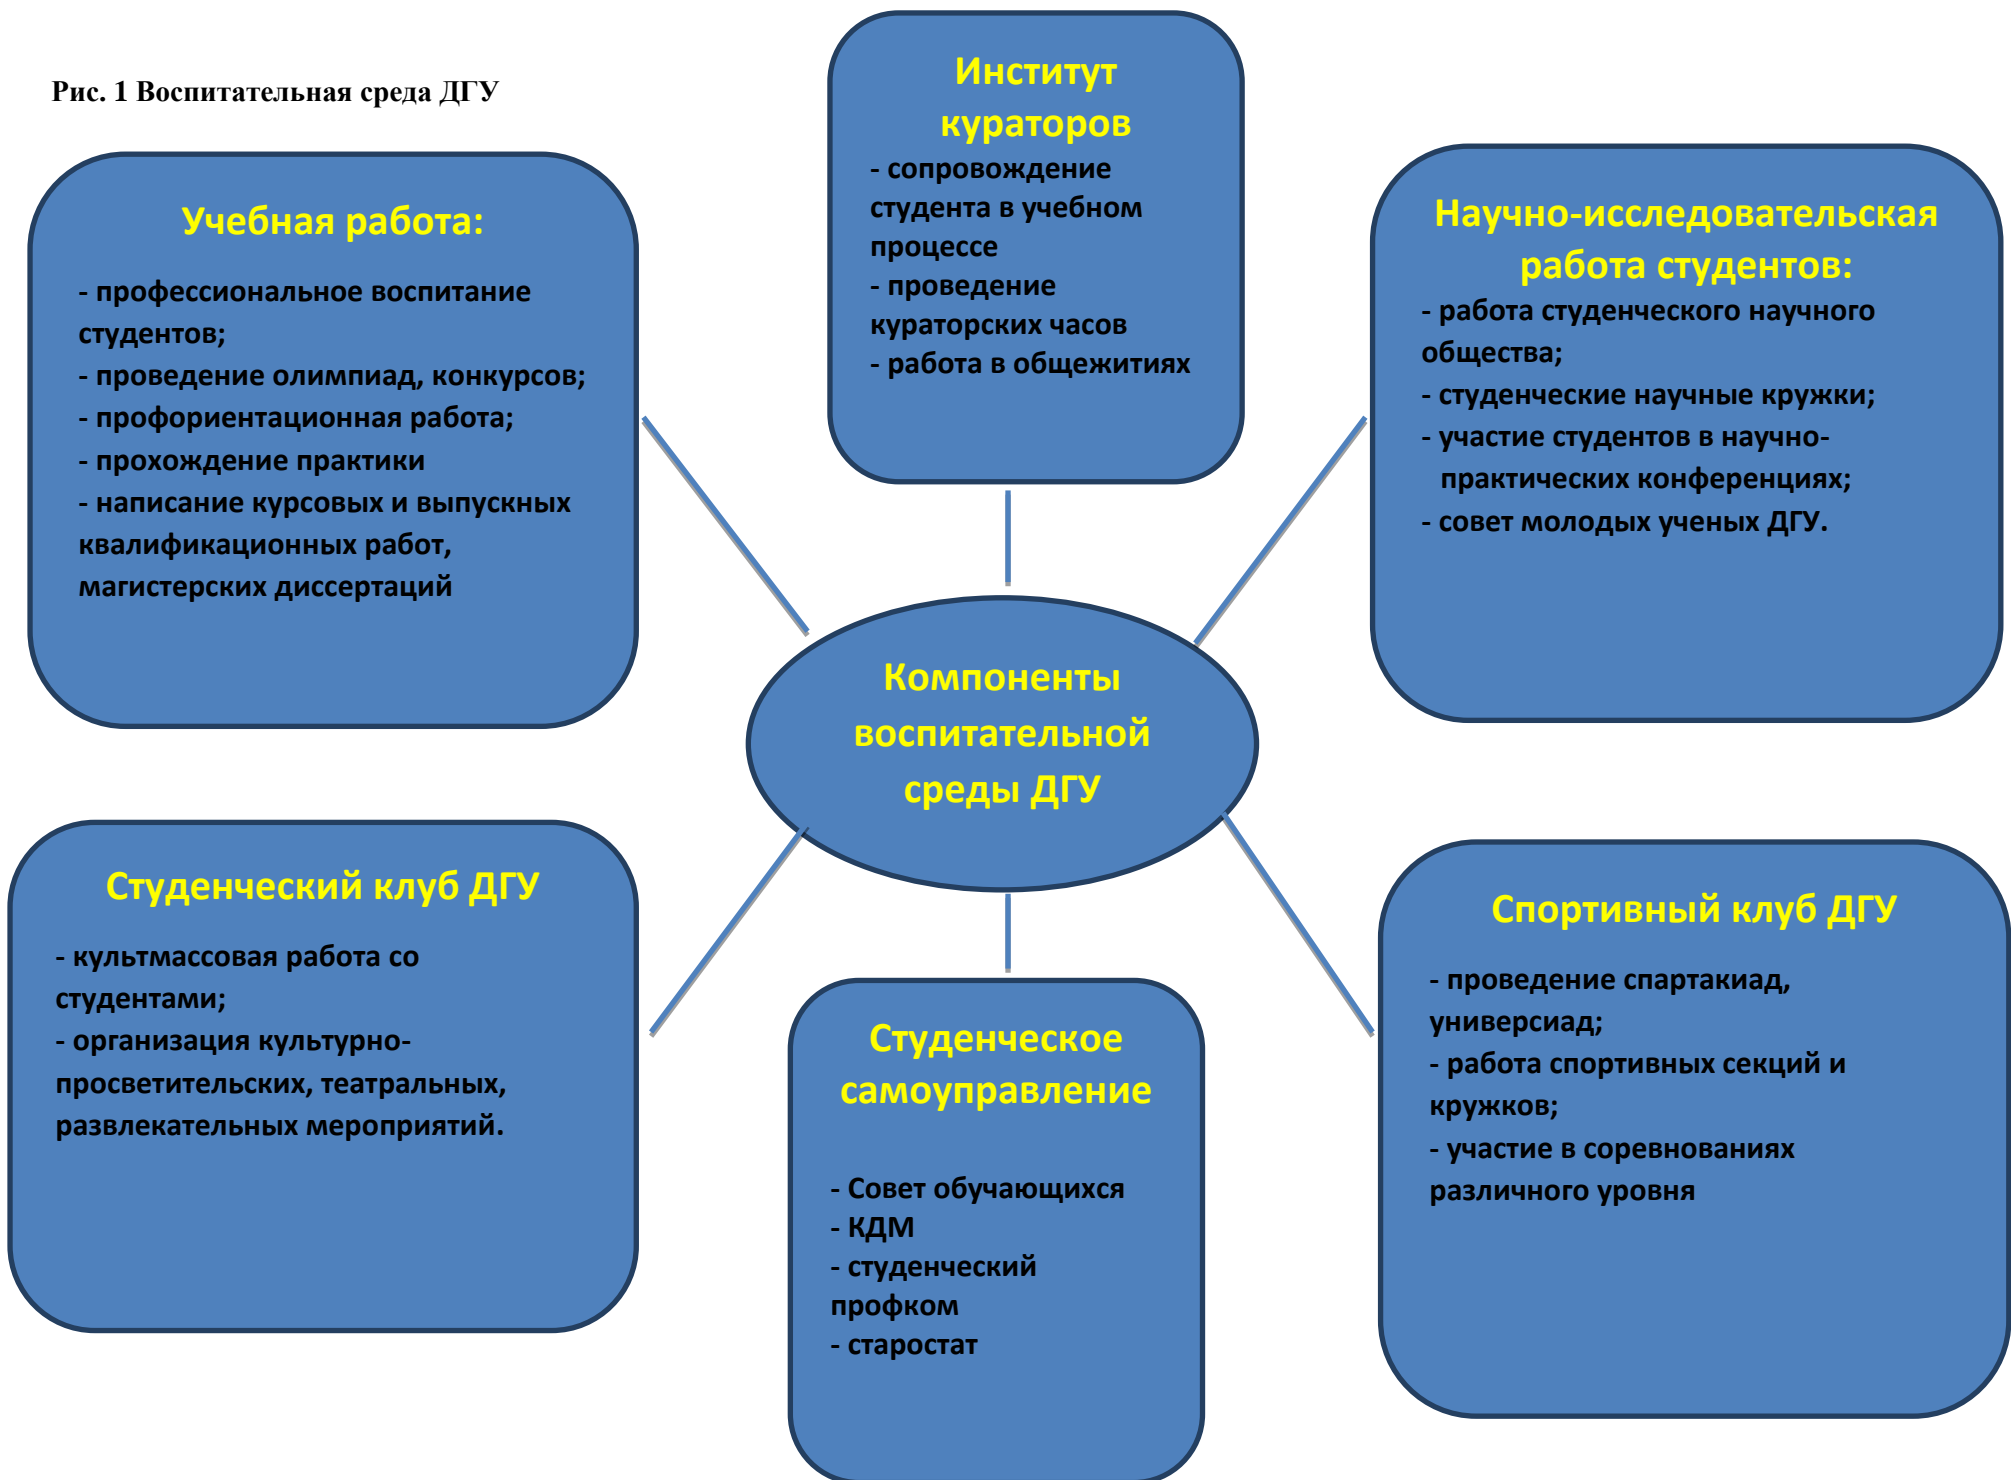 Рис. 1 Воспитательная среда ДГУ
Институт
кураторов
- сопровождение
студента в учебном
процессе
- проведение
кураторских часов
- работа в общежитиях
Учебная работа:
- профессиональное воспитание
студентов;
- проведение олимпиад, конкурсов;
- профориентационная работа;
- прохождение практики
- написание курсовых и выпускных
квалификационных работ,
магистерских диссертаций
Научно-исследовательская
работа студентов:
- работа студенческого научного
общества;
- студенческие научные кружки;
- участие студентов в научно-
практических конференциях;
- совет молодых ученых ДГУ.
Компоненты
воспитательной
среды ДГУ
Студенческий клуб ДГУ
- культмассовая работа со
студентами;
- организация культурно-
просветительских, театральных,
развлекательных мероприятий.
Студенческое
самоуправление
- Совет обучающихся
- КДМ
- студенческий
профком
- старостат
Спортивный клуб ДГУ
- проведение спартакиад,
универсиад;
- работа спортивных секций и
кружков;
- участие в соревнованиях
различного уровня